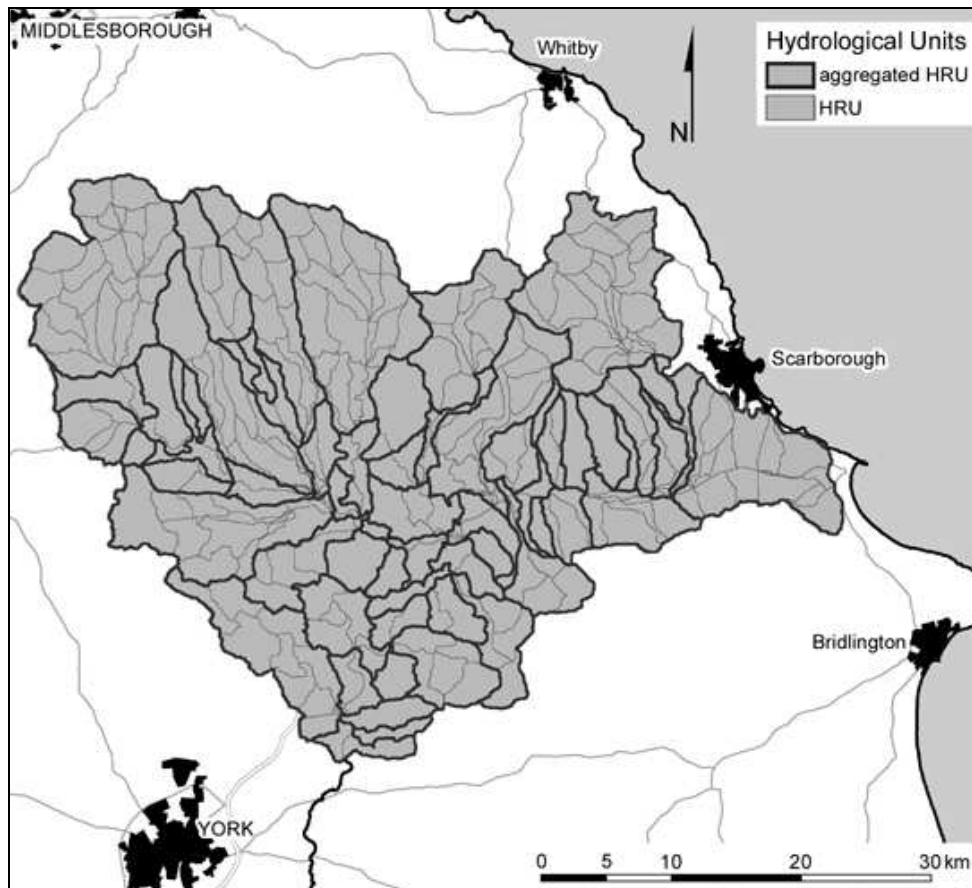 MIDDLESBOROUGH
Whitby
Hydrological Units
aggregated HRU
HRU
N
Scarborough
Bridlington
YORK
0 5 10 20 30 km